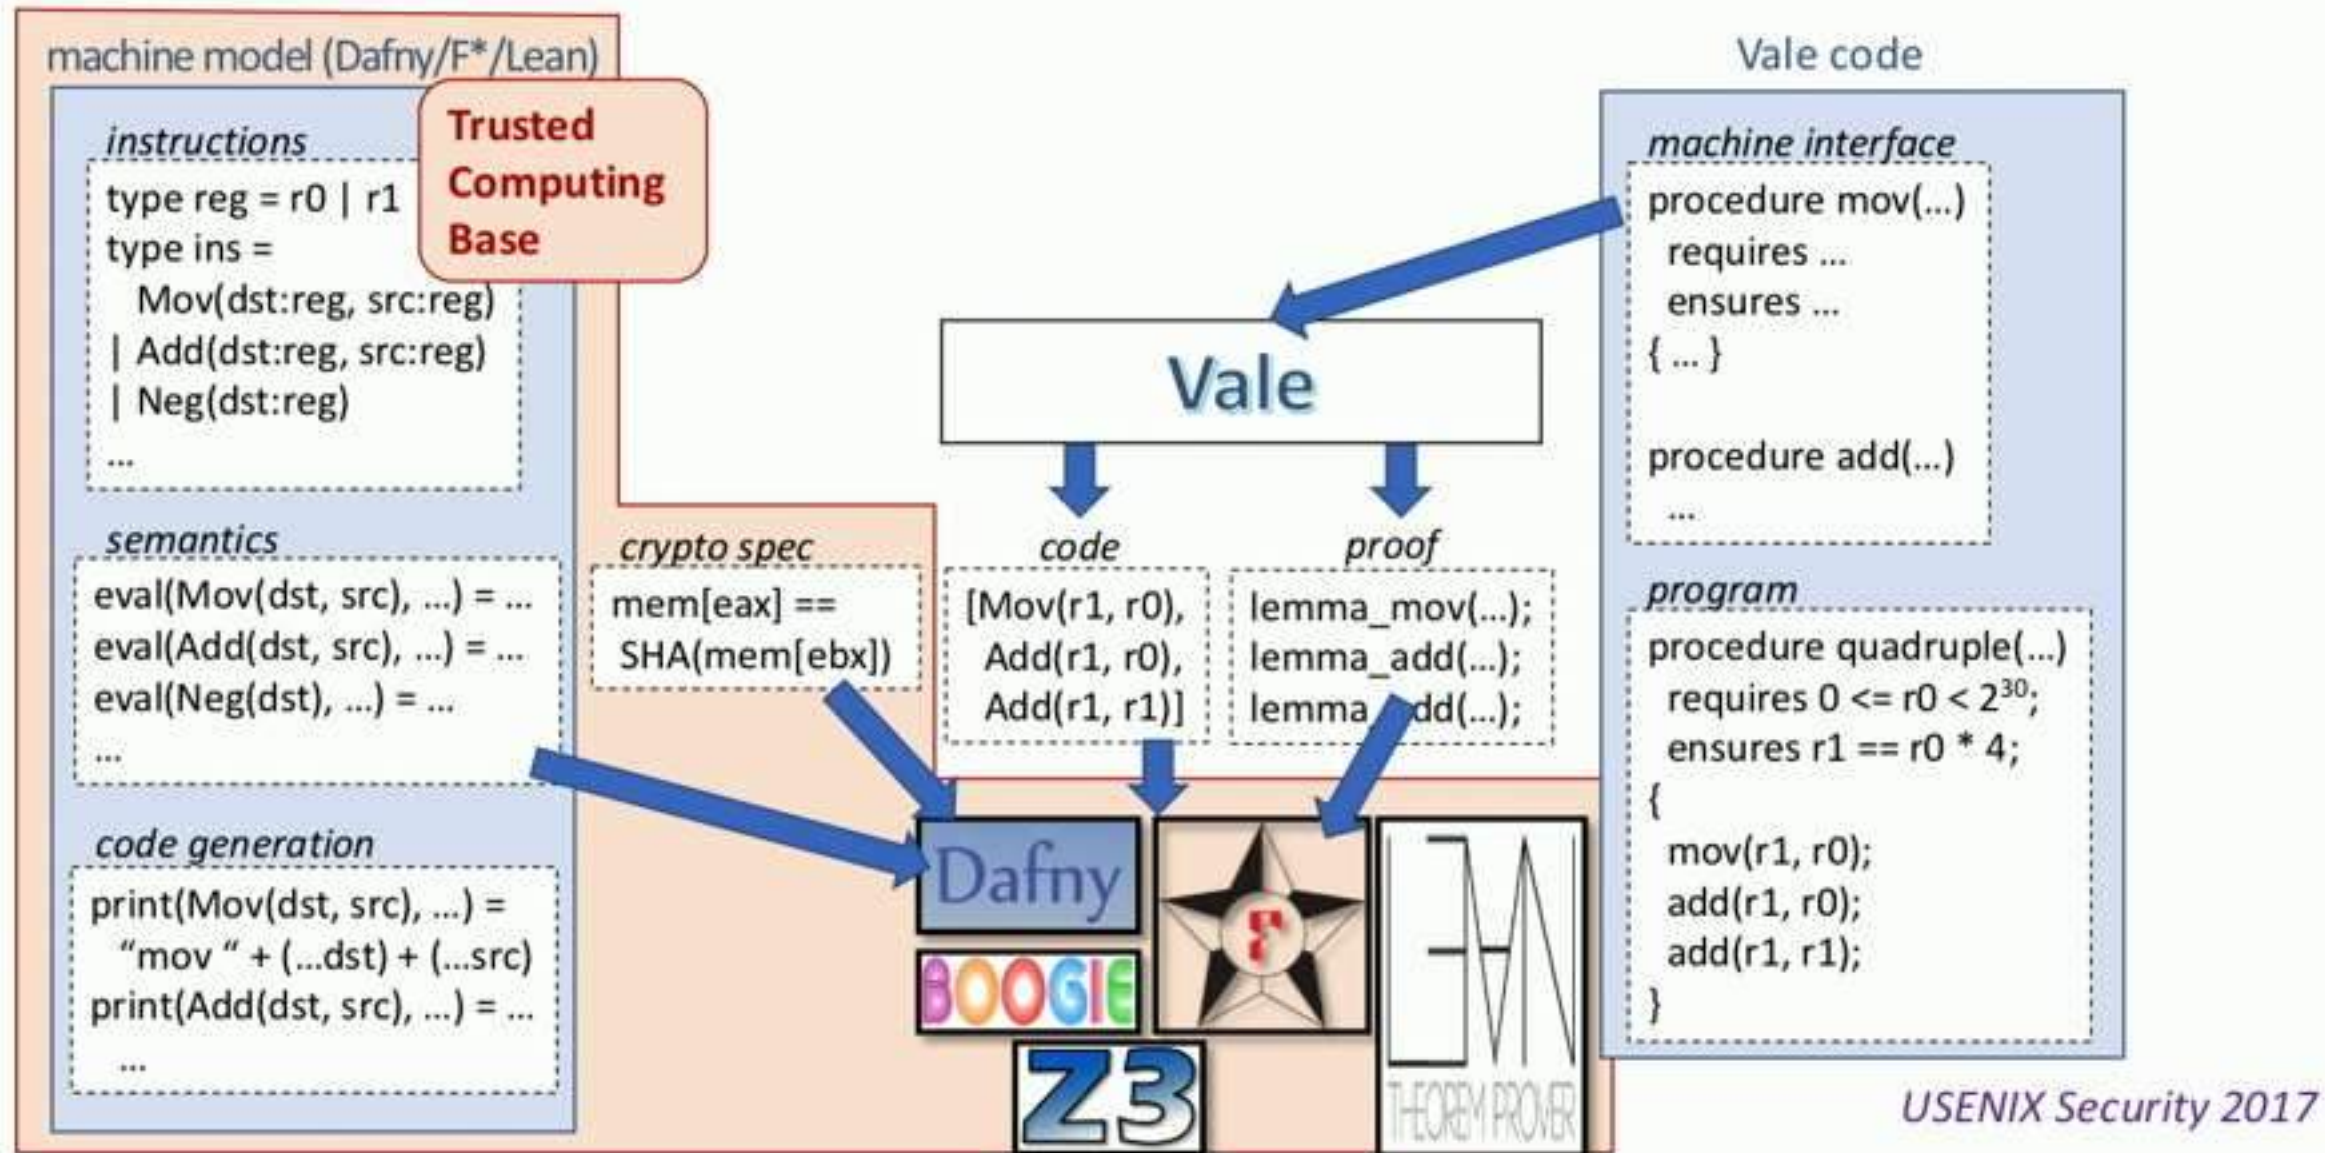 machine model (Dafny/F*/Lean)
Trusted
Computing
Base
instructions
type reg = r0 | r1
type ins =
Mov(dst:reg, src:reg)
| Add(dst:reg, src:reg)
| Neg(dst:reg)
...
semantics
eval(Mov(dst, src), ...) = ...
eval(Add(dst, src), ...) = ...
eval(Neg(dst), ...) = ...
...
code generation
print(Mov(dst, src), ...) =
“mov “ + (...dst) + (...src)
print(Add(dst, src), ...) = ...
...
crypto spec
mem[eax] ==
SHA(mem[ebx])
Vale
code
[Mov(r1, r0),
Add(r1, r0),
Add(r1, r1)]
proof
lemma_mov(...);
lemma_add(...);
lemma_ dd(...);
Dafny
BOOGIE
Z3
F
THEOREM PROVER
Vale code
machine interface
procedure mov(...)
requires ...
ensures ...
{ ... }
procedure add(...)
...
program
procedure quadruple(...)
requires 0 <= r0 < 2³⁰;
ensures r1 == r0 * 4;
{
mov(r1, r0);
add(r1, r0);
add(r1, r1);
}
USENIX Security 2017